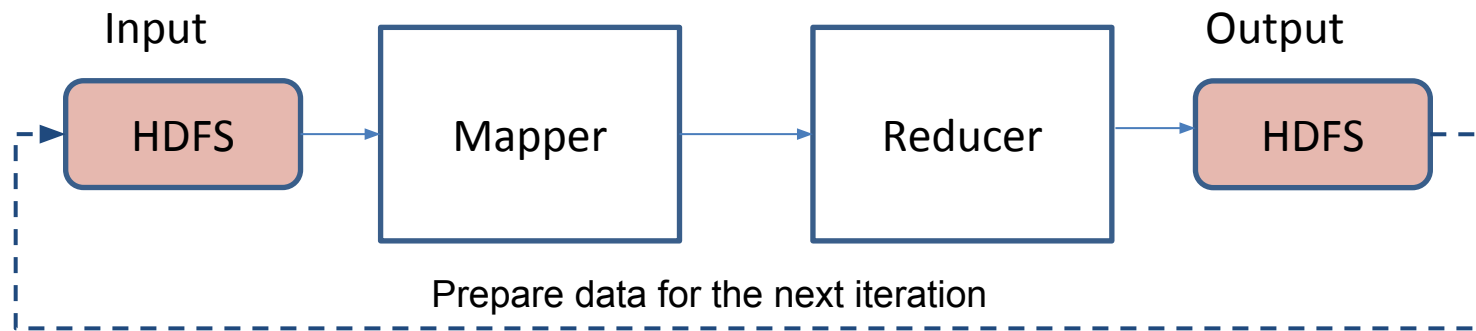 Input
Output
HDFS
Mapper
Reducer
HDFS
Prepare data for the next iteration